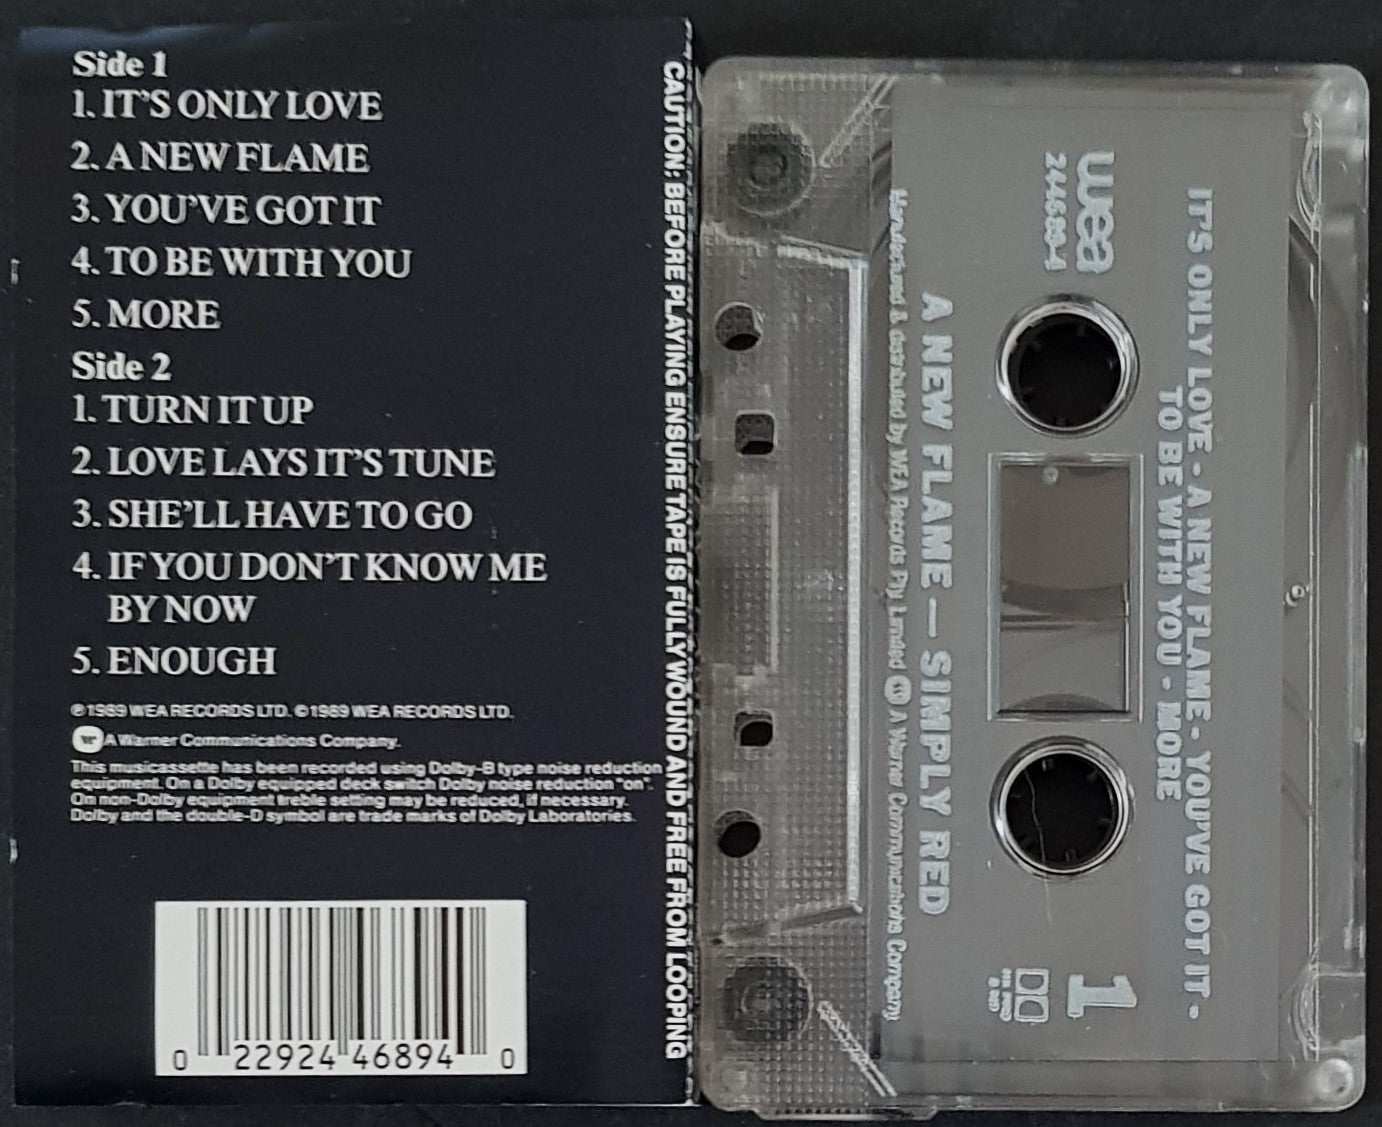 Side 1
1. IT'S ONLY LOVE
2. A NEW FLAME
3. YOU'VE GOT IT
4. TO BE WITH YOU
5. MORE
Side 2
1. TURN IT UP
2. LOVE LAYS IT'S TUNE
3. SHE'LL HAVE TO GO
4. IF YOU DON'T KNOW ME
BY NOW
5. ENOUGH
℗1989 WEA RECORDS LTD. ©1989 WEA RECORDS LTD.
A Warner Communications Company.
This musicassette has been recorded using Dolby-B type noise reduction
equipment. On a Dolby equipped deck switch Dolby noise reduction "on".
On non-Dolby equipment treble setting may be reduced, if necessary.
Dolby and the double-D symbol are trade marks of Dolby Laboratories.
0 22924 46894 0
CAUTION: BEFORE PLAYING ENSURE TAPE IS FULLY WOUND AND FREE FROM LOOPING
IT'S ONLY LOVE - A NEW FLAME - YOU'VE GOT IT -
TO BE WITH YOU - MORE
wea
1
A NEW FLAME — SIMPLY RED
Manufactured & distributed by WEA Records Pty Limited A Warner Communications Company